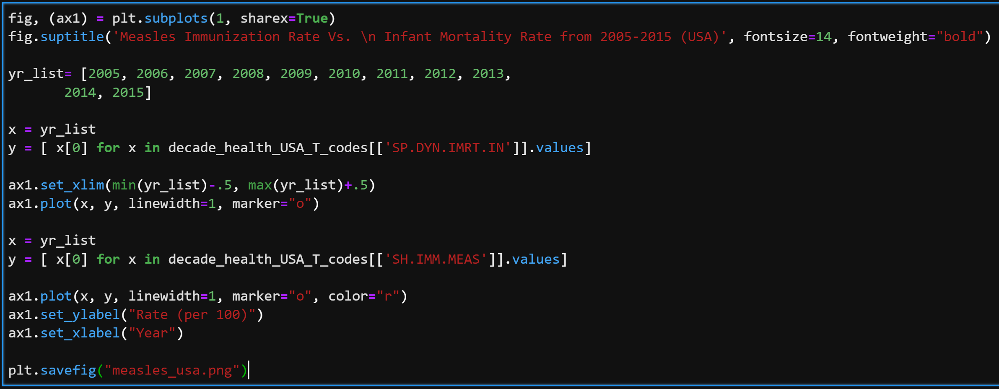 fig, (ax1) = plt.subplots(1, sharex=True)
fig.suptitle('Measles Immunization Rate Vs. \n Infant Mortality Rate from 2005-2015 (USA)', fontsize=14, fontweight="bold")
yr_list= [2005, 2006, 2007, 2008, 2009, 2010, 2011, 2012, 2013,
       2014, 2015]
x = yr_list
y = [ x[0] for x in decade_health_USA_T_codes[['SP.DYN.IMRT.IN']].values]
ax1.set_xlim(min(yr_list)-.5, max(yr_list)+.5)
ax1.plot(x, y, linewidth=1, marker="o")
x = yr_list
y = [ x[0] for x in decade_health_USA_T_codes[['SH.IMM.MEAS']].values]
ax1.plot(x, y, linewidth=1, marker="o", color="r")
ax1.set_ylabel("Rate (per 100)")
ax1.set_xlabel("Year")
plt.savefig("measles_usa.png")